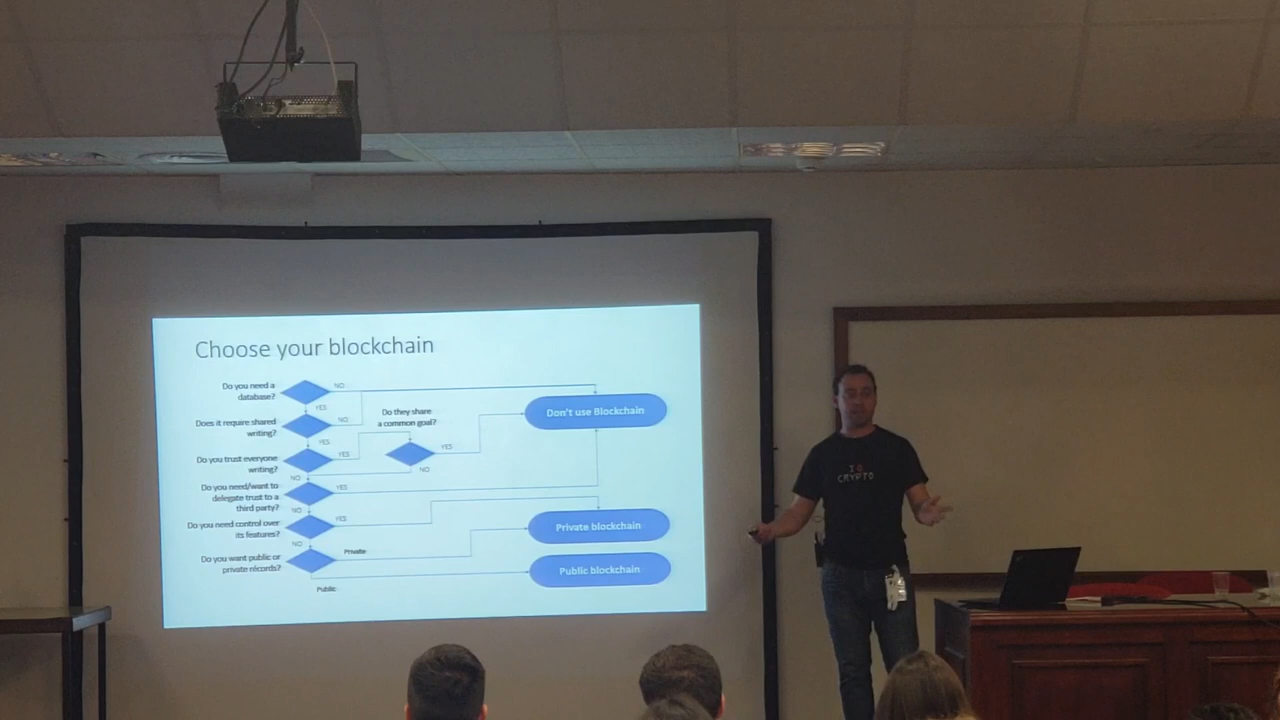 Choose your blockchain
Do you need a
database?
NO
YES
Does it require shared
writing?
NO
YES
Do they share
a common goal?
YES
NO
Do you trust everyone
writing?
YES
NO
Do you need/want to
delegate trust to a
third party?
YES
NO
Do you need control over
its features?
YES
NO
Do you want public or
private records?
Private
Public
Don't use Blockchain
Private blockchain
Public blockchain
CRYPTO